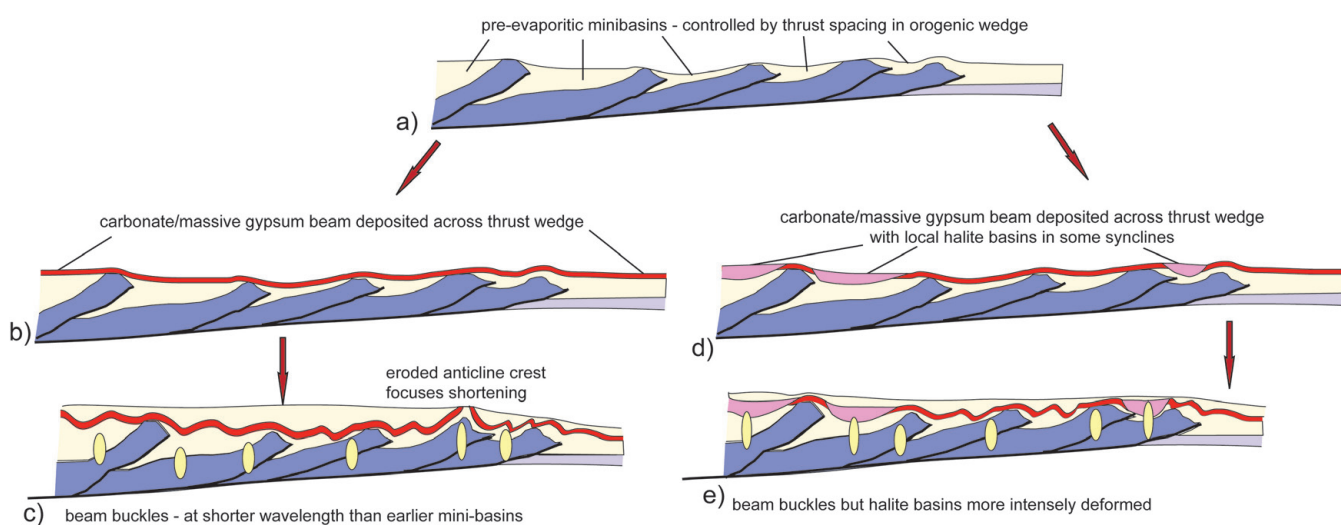 pre-evaporitic minibasins - controlled by thrust spacing in orogenic wedge
a)
carbonate/massive gypsum beam deposited across thrust wedge
b)
eroded anticline crest
focuses shortening
c)
beam buckles - at shorter wavelength than earlier mini-basins
carbonate/massive gypsum beam deposited across thrust wedge
with local halite basins in some synclines
d)
e)
beam buckles but halite basins more intensely deformed